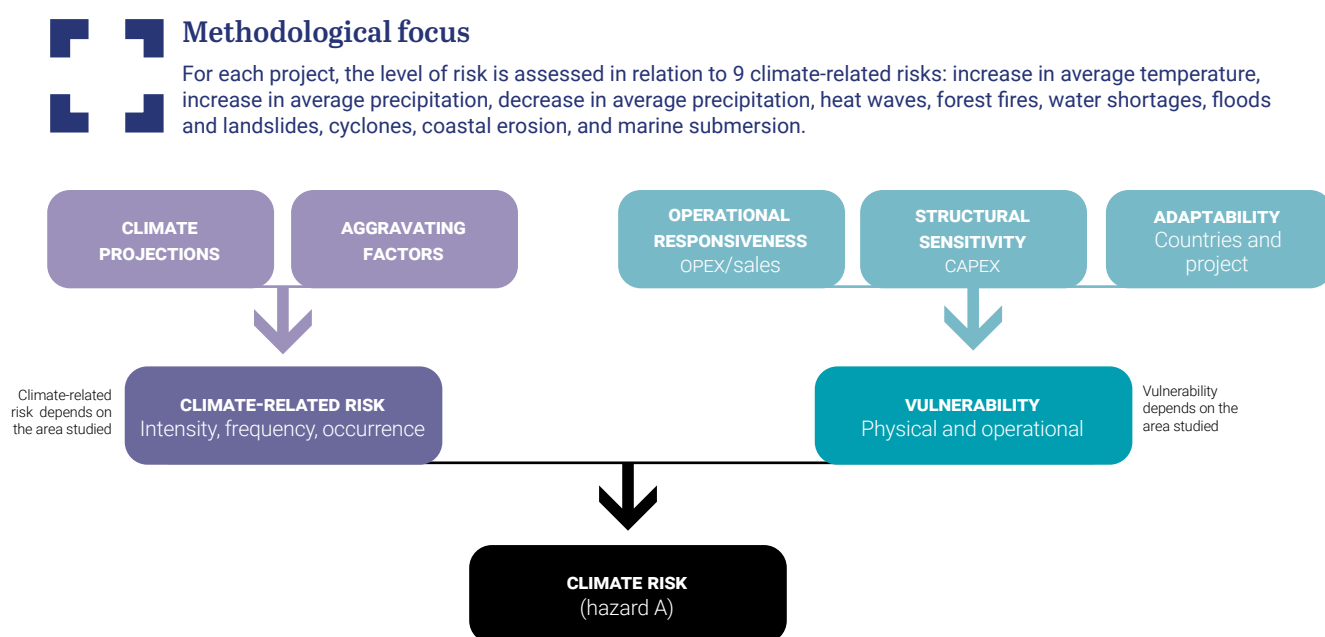 Methodological focus
For each project, the level of risk is assessed in relation to 9 climate-related risks: increase in average temperature,
increase in average precipitation, decrease in average precipitation, heat waves, forest fires, water shortages, floods
and landslides, cyclones, coastal erosion, and marine submersion.
CLIMATE
PROJECTIONS
AGGRAVATING
FACTORS
OPERATIONAL
RESPONSIVENESS
OPEX/sales
STRUCTURAL
SENSITIVITY
CAPEX
ADAPTABILITY
Countries and
project
Climate-related
risk depends on
the area studied
CLIMATE-RELATED RISK
Intensity, frequency, occurrence
VULNERABILITY
Physical and operational
Vulnerability
depends on the
area studied
CLIMATE RISK
(hazard A)